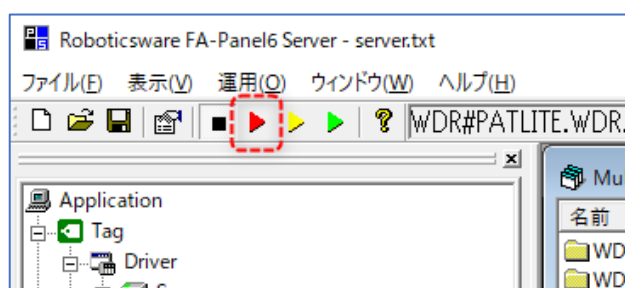 Roboticsware FA-Panel6 Server - server.txt
ファイル(F) 表示(V) 運用(O) ウィンドウ(W) ヘルプ(H)
WDR#PATLITE.WDR.
Application
Mu
Tag
名前
Driver
WD
WD